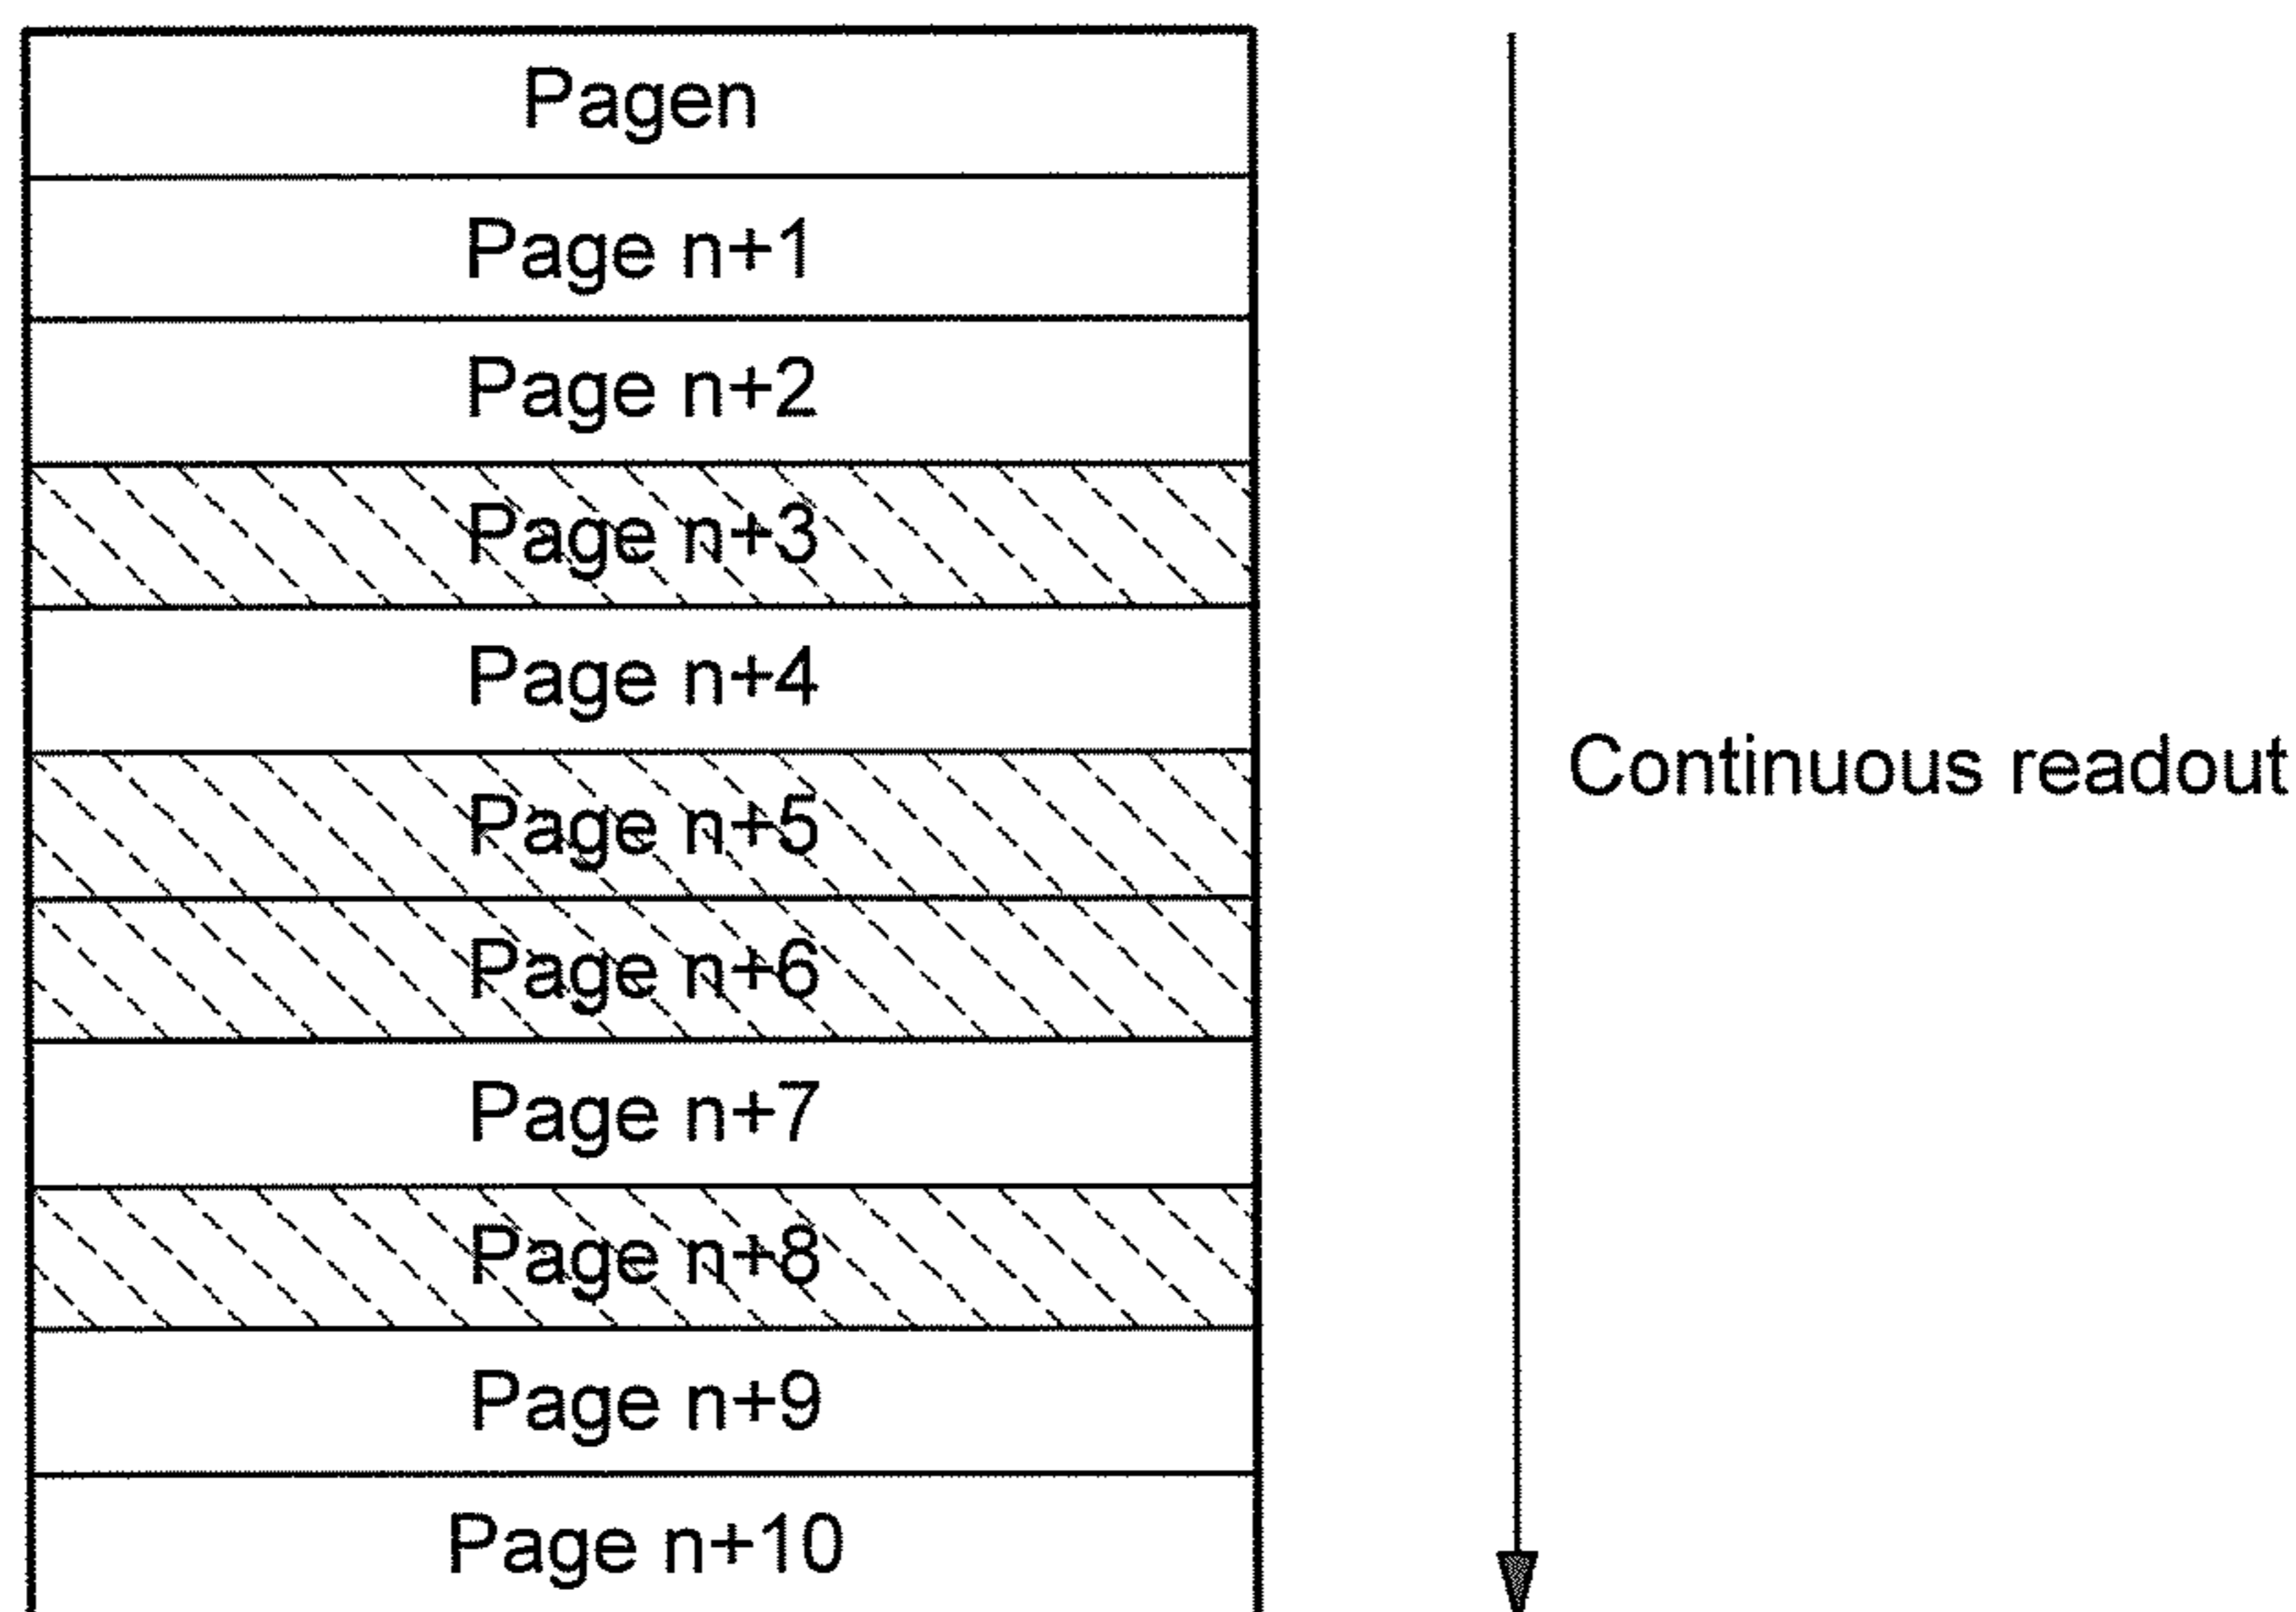 Pagen
Page n+1
Page n+2
Page n+3
Page n+4
Continuous readout
Page n+5
Page n+6
Page n+7
Page n+8
Page n+9
Page n+10